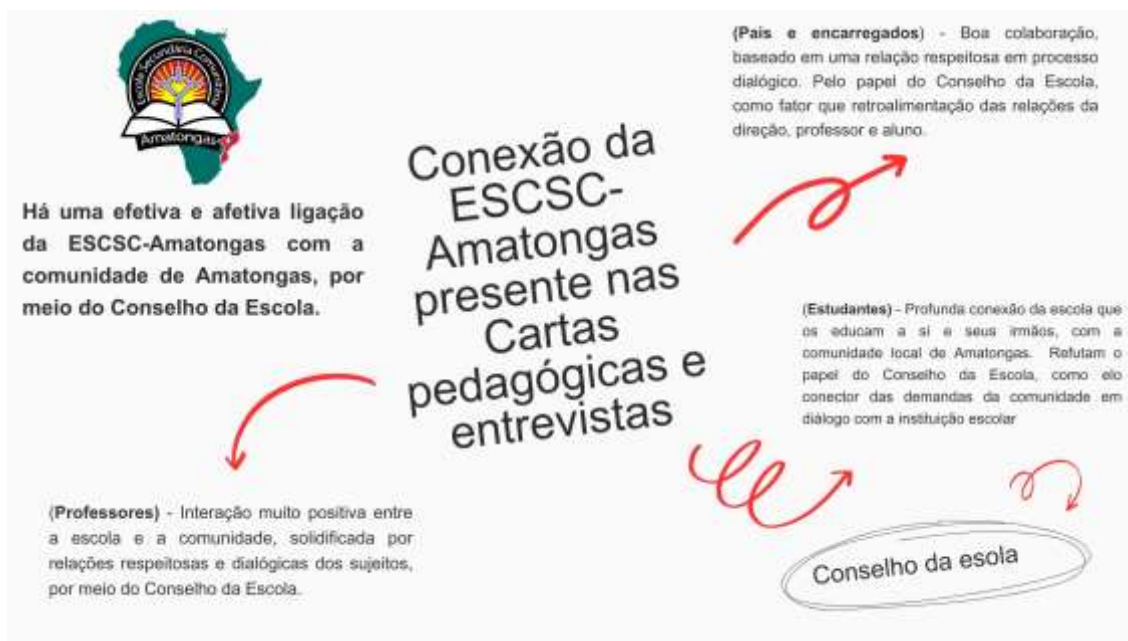 Escola Secundária Comunitária
Amatongas
Há uma efetiva e afetiva ligação
da ESCSC-Amatongas com a
comunidade de Amatongas, por
meio do Conselho da Escola.
Conexão da
ESCSC-
Amatongas
presente nas
Cartas
pedagógicas e
entrevistas
(Pais e encarregados) - Boa colaboração,
baseado em uma relação respeitosa em processo
dialógico. Pelo papel do Conselho da Escola,
como fator que retroalimentação das relações da
direção, professor e aluno.
(Estudantes) - Profunda conexão da escola que
os educam a si e seus irmãos, com a
comunidade local de Amatongas. Refutam o
papel do Conselho da Escola, como elo
conector das demandas da comunidade em
diálogo com a instituição escolar
(Professores) - Interação muito positiva entre
a escola e a comunidade, solidificada por
relações respeitosas e dialógicas dos sujeitos,
por meio do Conselho da Escola.
Conselho da esola